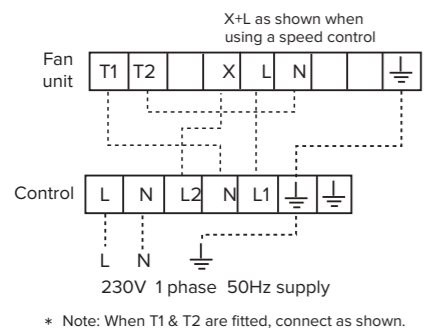 X+L as shown when
using a speed control
Fan
unit
T1 T2 X L N
Control
L N L2 N L1
L N
230V 1 phase 50Hz supply
* Note: When T1 & T2 are fitted, connect as shown.